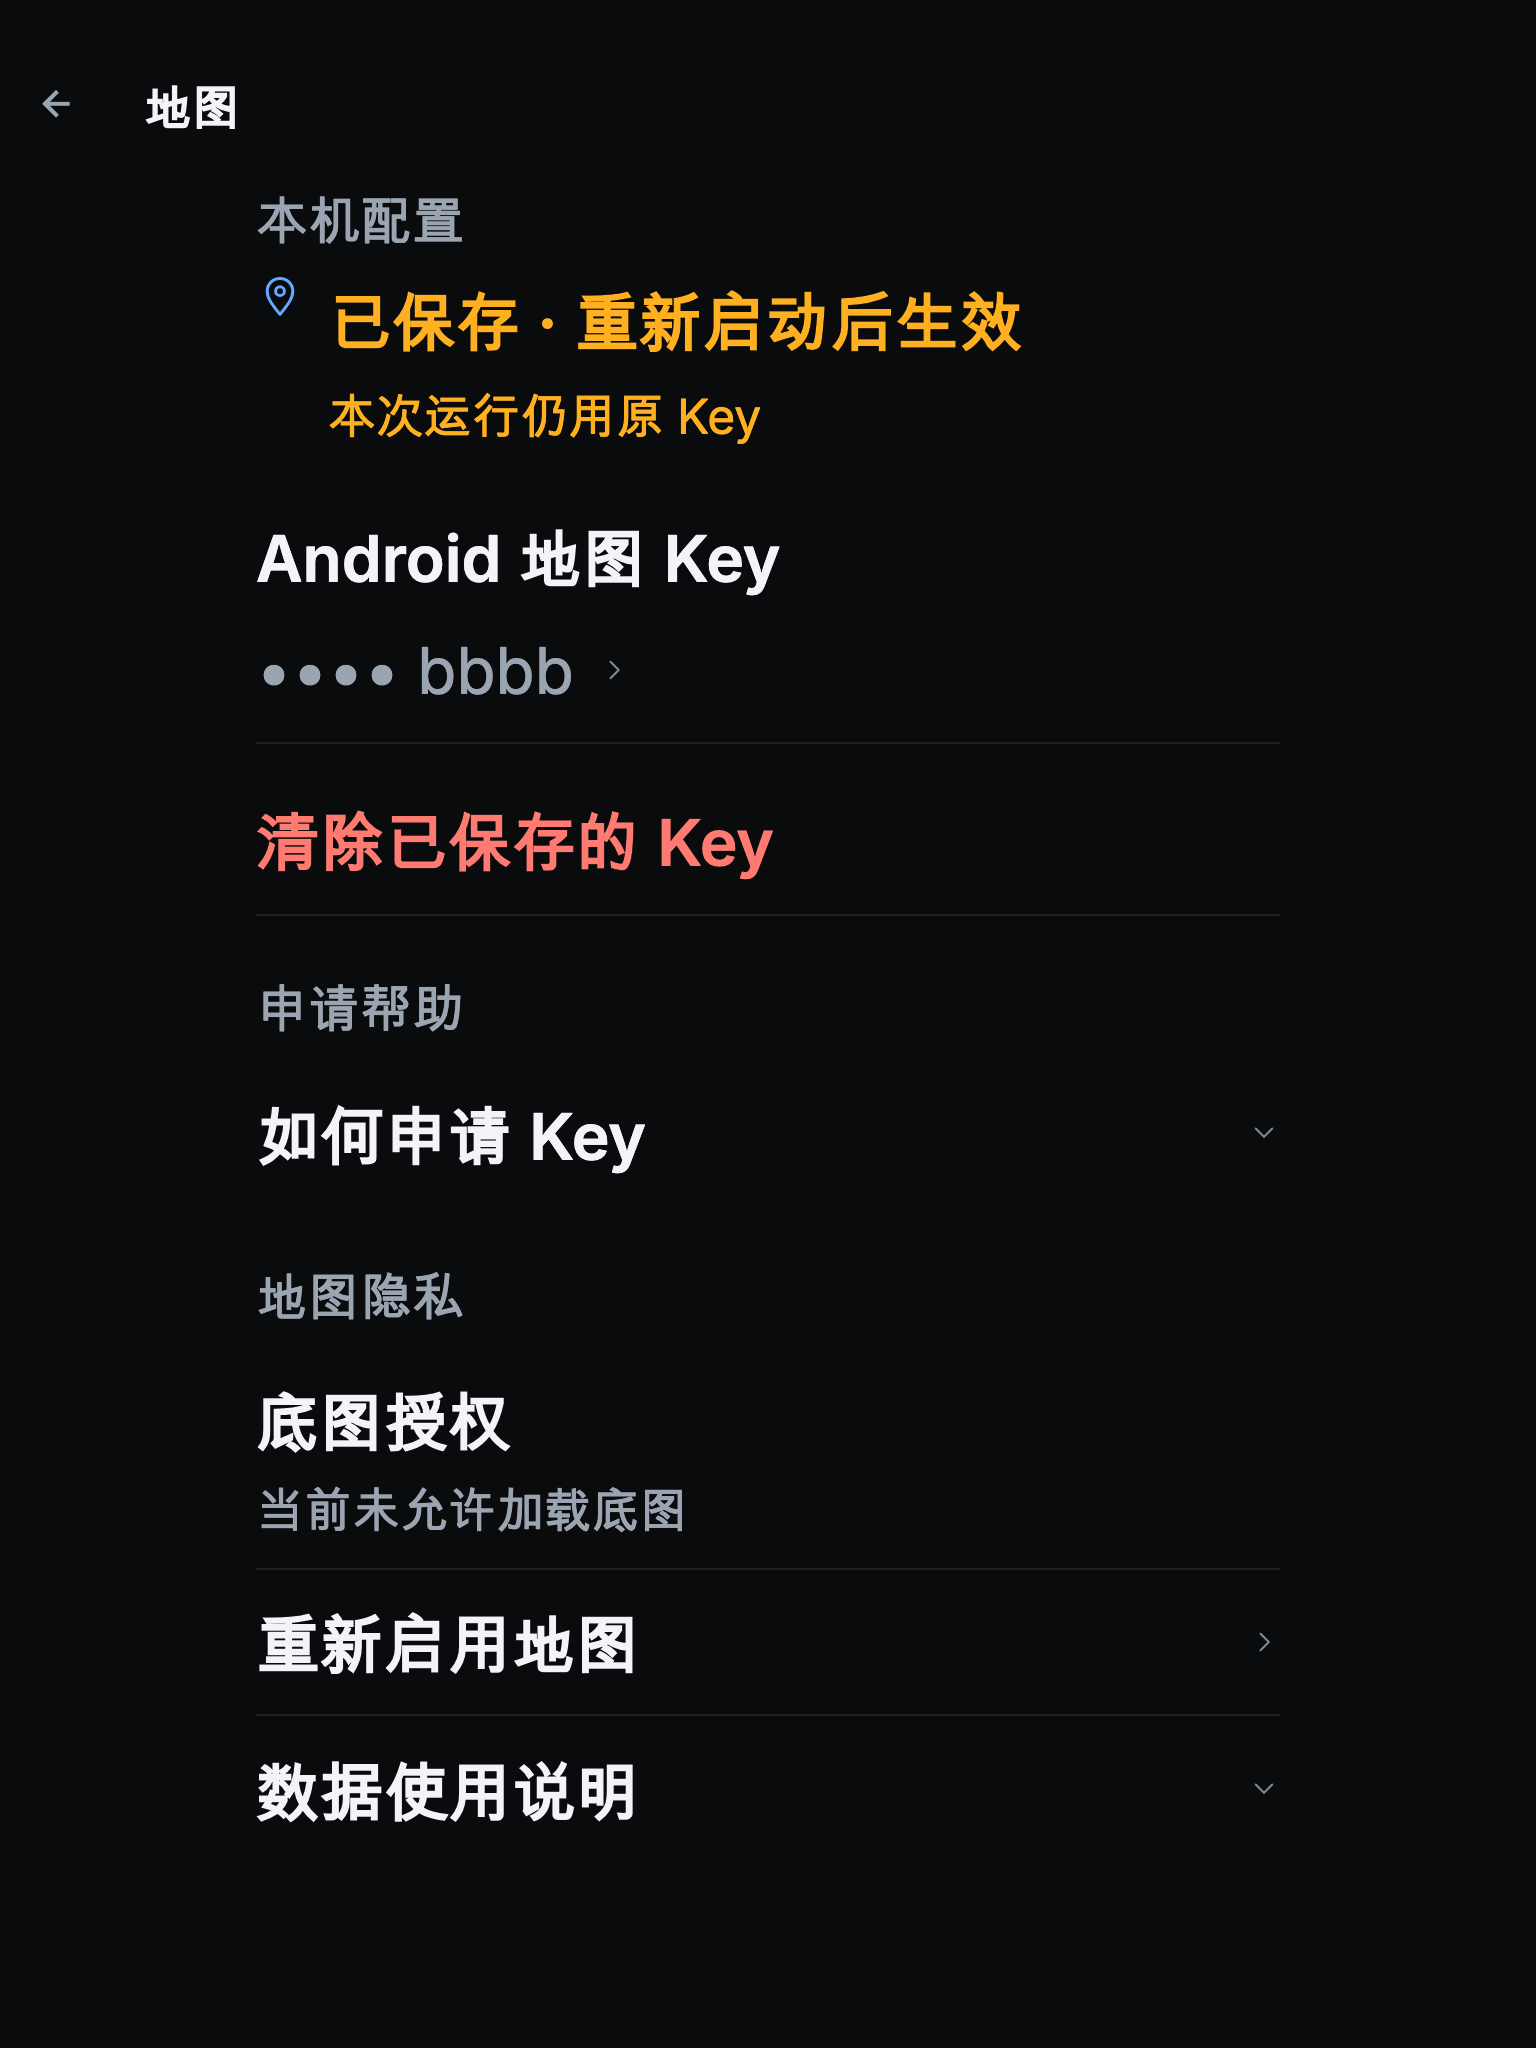 地图
本机配置
已保存 · 重新启动后生效
本次运行仍用原 Key
Android 地图 Key
•••• bbbb
清除已保存的 Key
申请帮助
如何申请 Key
地图隐私
底图授权
当前未允许加载底图
重新启用地图
数据使用说明